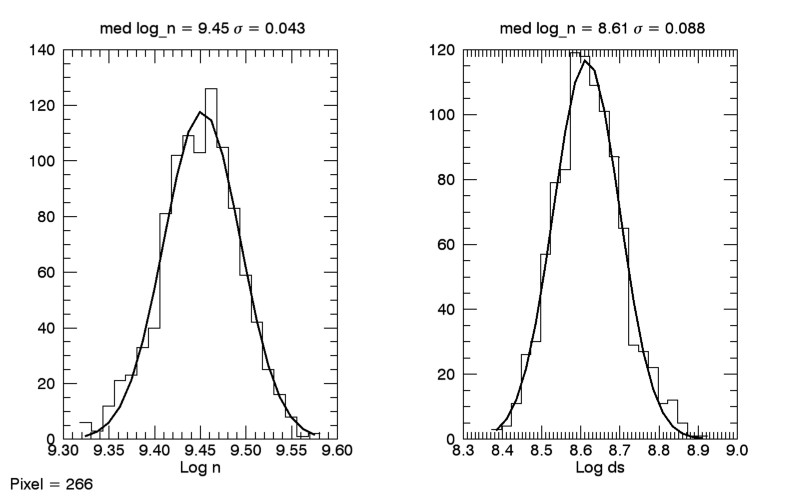 med log_n = 9.45 σ = 0.043
med log_n = 8.61 σ = 0.088
140
120
100
80
60
40
20
0
9.30 9.35 9.40 9.45 9.50 9.55 9.60
Log n
120
100
80
60
40
20
0
8.3 8.4 8.5 8.6 8.7 8.8 8.9 9.0
Log ds
Pixel = 266